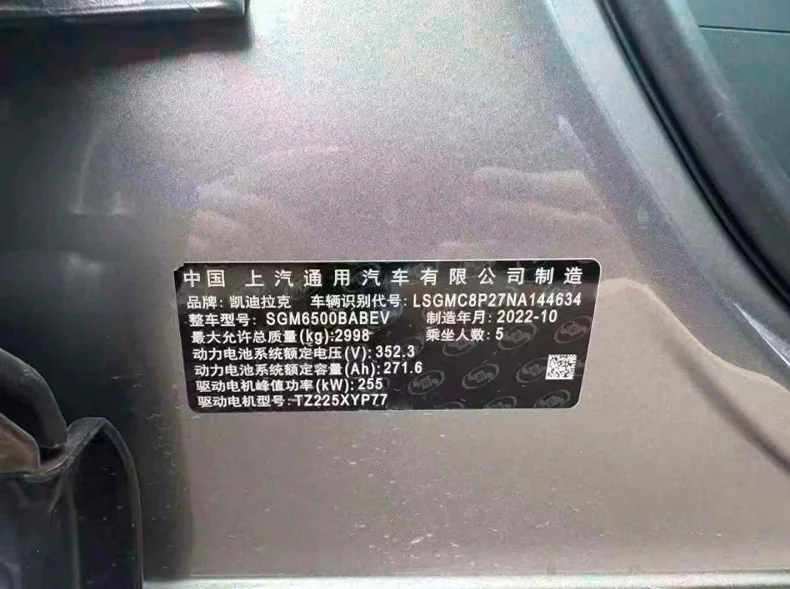 中国 上汽通用汽车有限公司制造
品牌: 凯迪拉克 车辆识别代号: LSGMC8P27NA144634
整车型号: SGM6500BABEV 制造年月: 2022-10
最大允许总质量(kg):2998 乘坐人数: 5
动力电池系统额定电压(V): 352.3
动力电池系统额定容量(Ah): 271.6
驱动电机峰值功率(kW): 255
驱动电机型号: TZ225XYP77